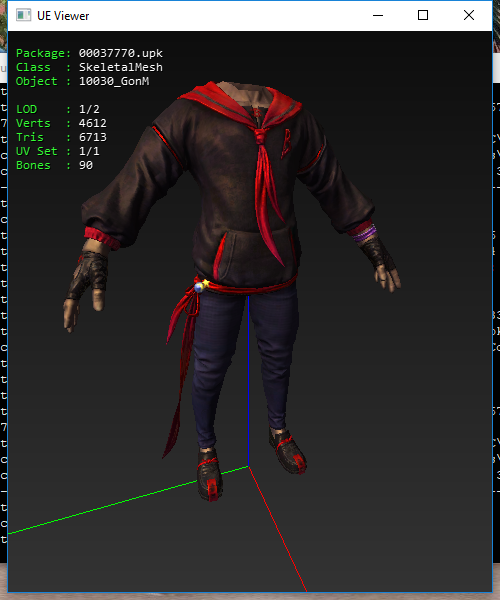 UE Viewer
Package: 00037770.upk
Class : SkeletalMesh
Object : 10030_GonM
LOD : 1/2
Verts : 4612
Tris : 6713
UV Set : 1/1
Bones : 90